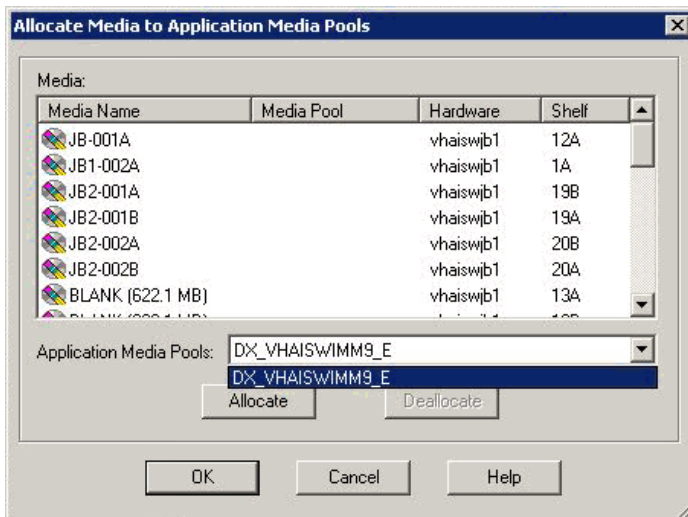 Allocate Media to Application Media Pools
Media:
Media Name Media Pool Hardware Shelf
JB-001A vhaiswjb1 12A
JB1-002A vhaiswjb1 1A
JB2-001A vhaiswjb1 19B
JB2-001B vhaiswjb1 19A
JB2-002A vhaiswjb1 20B
JB2-002B vhaiswjb1 20A
BLANK (622.1 MB) vhaiswjb1 13A
Application Media Pools: DX_VHAISWIMM9_E
DX_VHAISWIMM9_E
Allocate Deallocate
OK Cancel Help